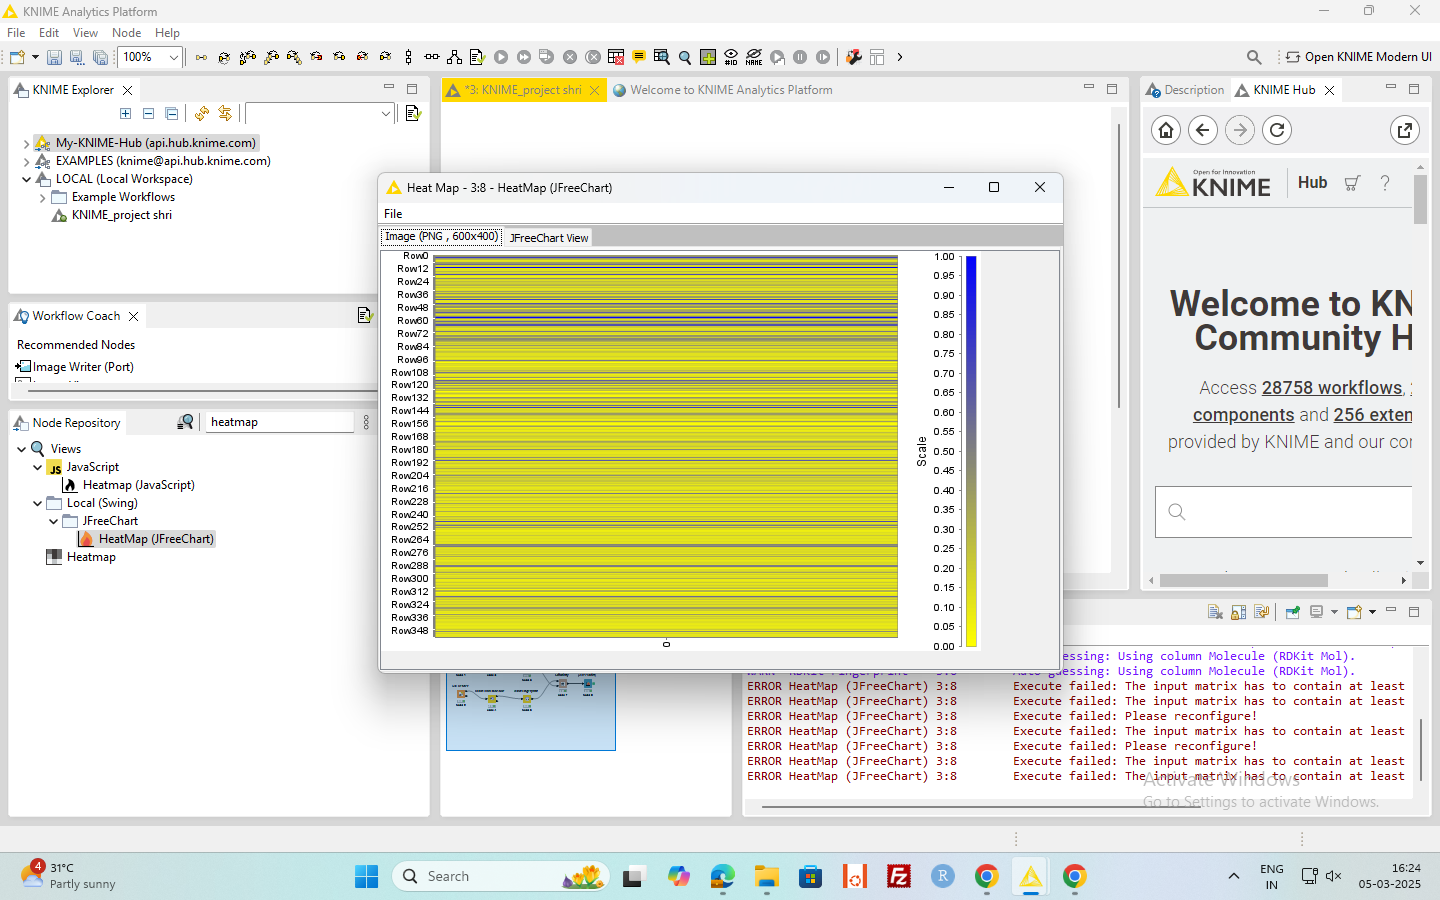 KNIME Analytics Platform
File Edit View Node Help
100%
Open KNIME Modern UI
KNIME Explorer
My-KNIME-Hub (api.hub.knime.com)
EXAMPLES (knime@api.hub.knime.com)
LOCAL (Local Workspace)
Example Workflows
KNIME_project shri
Workflow Coach
Recommended Nodes
Image Writer (Port)
Node Repository
heatmap
Views
JavaScript
Heatmap (JavaScript)
Local (Swing)
JFreeChart
HeatMap (JFreeChart)
Heatmap
*3: KNIME_project shri
Welcome to KNIME Analytics Platform
Heat Map - 3:8 - HeatMap (JFreeChart)
File
Image (PNG , 600x400) JFreeChart View
Row0
Row12
Row24
Row36
Row48
Row60
Row72
Row84
Row96
Row108
Row120
Row132
Row144
Row156
Row168
Row180
Row192
Row204
Row216
Row228
Row240
Row252
Row264
Row276
Row288
Row300
Row312
Row324
Row336
Row348
0
Scale
1.00
0.95
0.90
0.85
0.80
0.75
0.70
0.65
0.60
0.55
0.50
0.45
0.40
0.35
0.30
0.25
0.20
0.15
0.10
0.05
0.00
Description
KNIME Hub
Open for Innovation
KNIME
Hub
?
Welcome to KN
Community H
Access 28758 workflows,
components and 256 exten
provided by KNIME and our cor
essing: Using column Molecule (RDKit Mol).
essing: Using column Molecule (RDKit Mol).
ERROR HeatMap (JFreeChart) 3:8 Execute failed: The input matrix has to contain at least
ERROR HeatMap (JFreeChart) 3:8 Execute failed: The input matrix has to contain at least
ERROR HeatMap (JFreeChart) 3:8 Execute failed: Please reconfigure!
ERROR HeatMap (JFreeChart) 3:8 Execute failed: The input matrix has to contain at least
ERROR HeatMap (JFreeChart) 3:8 Execute failed: Please reconfigure!
ERROR HeatMap (JFreeChart) 3:8 Execute failed: The input matrix has to contain at least
ERROR HeatMap (JFreeChart) 3:8 Execute failed: The input matrix has to contain at least
Activate Windows
Go to Settings to activate Windows.
4
31°C
Partly sunny
Search
ENG
IN
16:24
05-03-2025